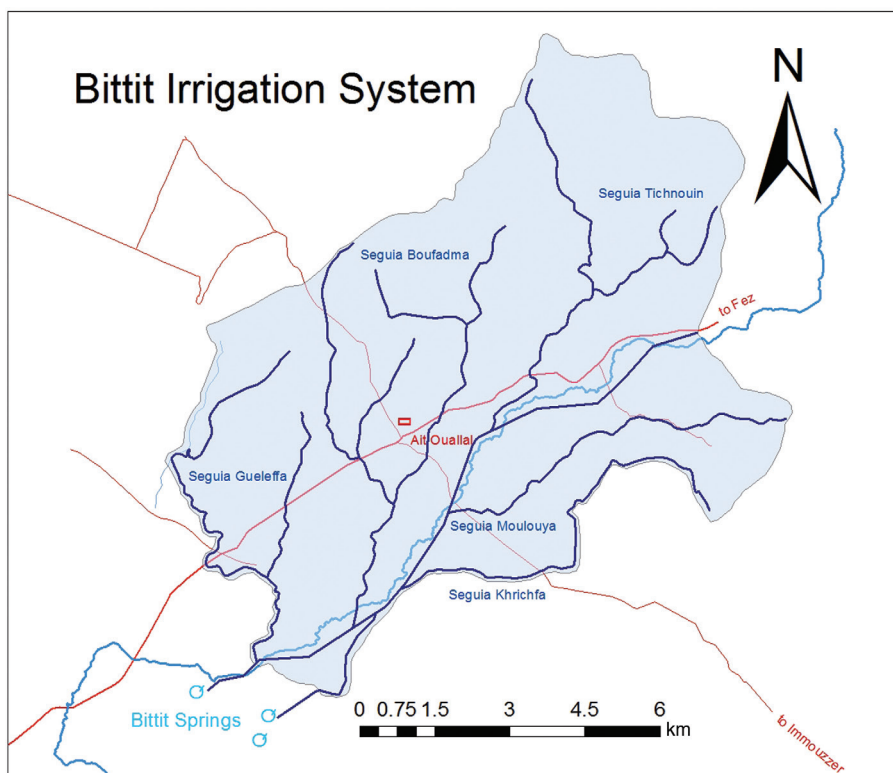 Bittit Irrigation System
N
Seguia Tichnouin
Seguia Boufadma
to Fez
Ait Ouallal
Seguia Gueleffa
Seguia Moulouya
Seguia Khrichfa
Bittit Springs
0 0.75 1.5 3 4.5 6
km
to Immouzzer